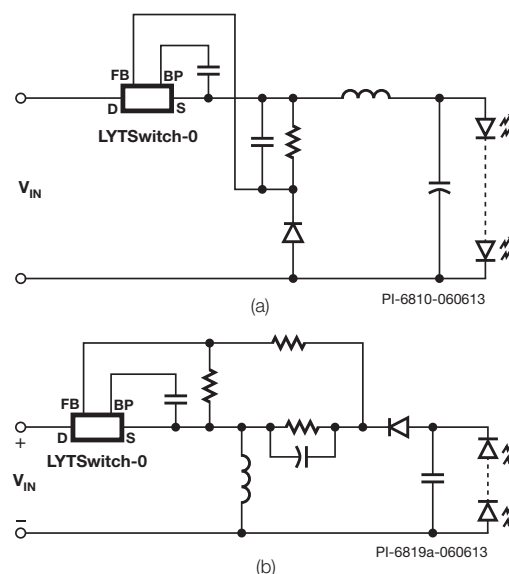 FB BP
D S
LYTSwitch-0
VIN
PI-6810-060613
(a)
FB BP
D S
+
LYTSwitch-0
VIN
–
PI-6819a-060613
(b)